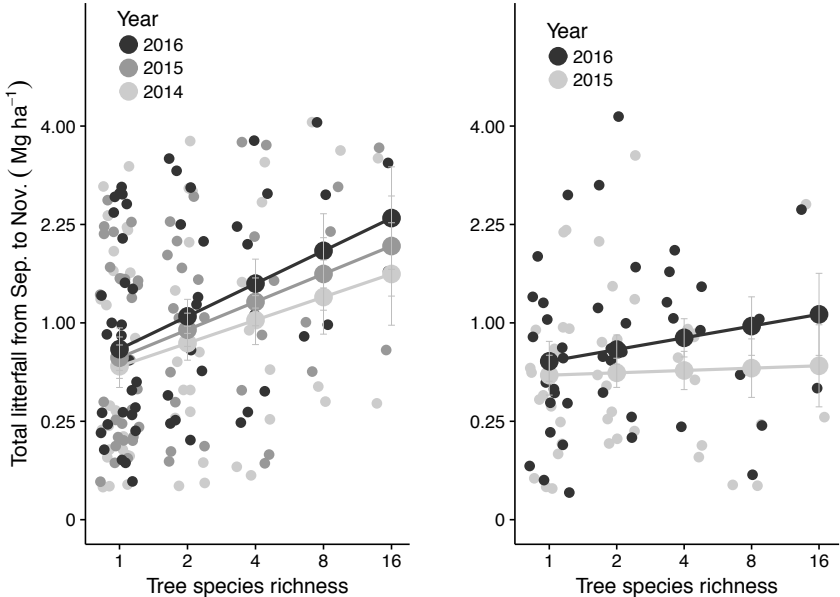 Year
2016
2015
2014
Total litterfall from Sep. to Nov. ( Mg ha⁻¹ )
4.00
2.25
1.00
0.25
0
1 2 4 8 16
Tree species richness
Year
2016
2015
4.00
2.25
1.00
0.25
0
1 2 4 8 16
Tree species richness